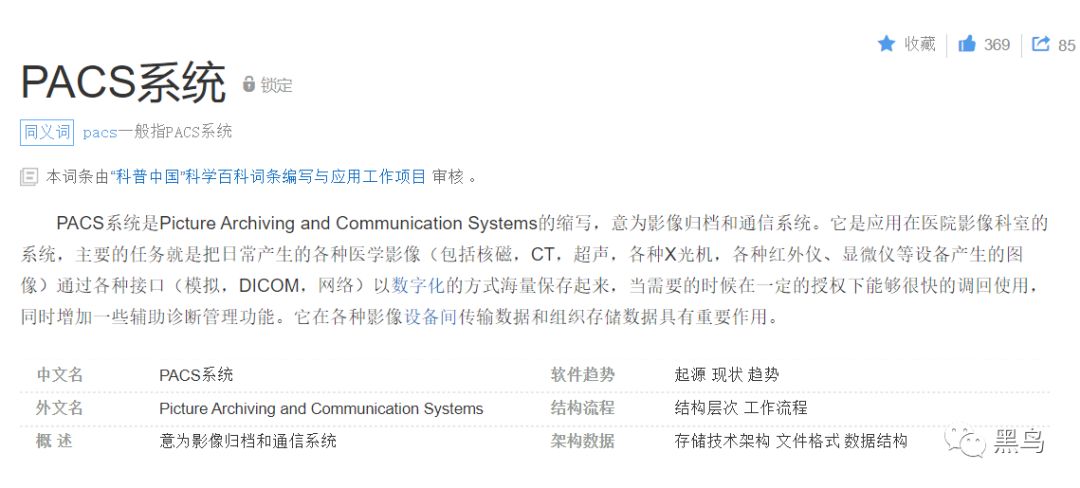 收藏 369 85
PACS系统 锁定
同义词 pacs一般指PACS系统
本词条由“科普中国”科学百科词条编写与应用工作项目 审核 。
PACS系统是Picture Archiving and Communication Systems的缩写，意为影像归档和通信系统。它是应用在医院影像科室的
系统，主要的任务就是把日常产生的各种医学影像（包括核磁，CT，超声，各种X光机，各种红外仪、显微仪等设备产生的图
像）通过各种接口（模拟，DICOM，网络）以数字化的方式海量保存起来，当需要的时候在一定的授权下能够很快的调回使用，
同时增加一些辅助诊断管理功能。它在各种影像设备间传输数据和组织存储数据具有重要作用。
中文名 PACS系统 软件趋势 起源 现状 趋势
外文名 Picture Archiving and Communication Systems 结构流程 结构层次 工作流程
概 述 意为影像归档和通信系统 架构数据 存储技术架构 文件格式 数据结构
黑鸟